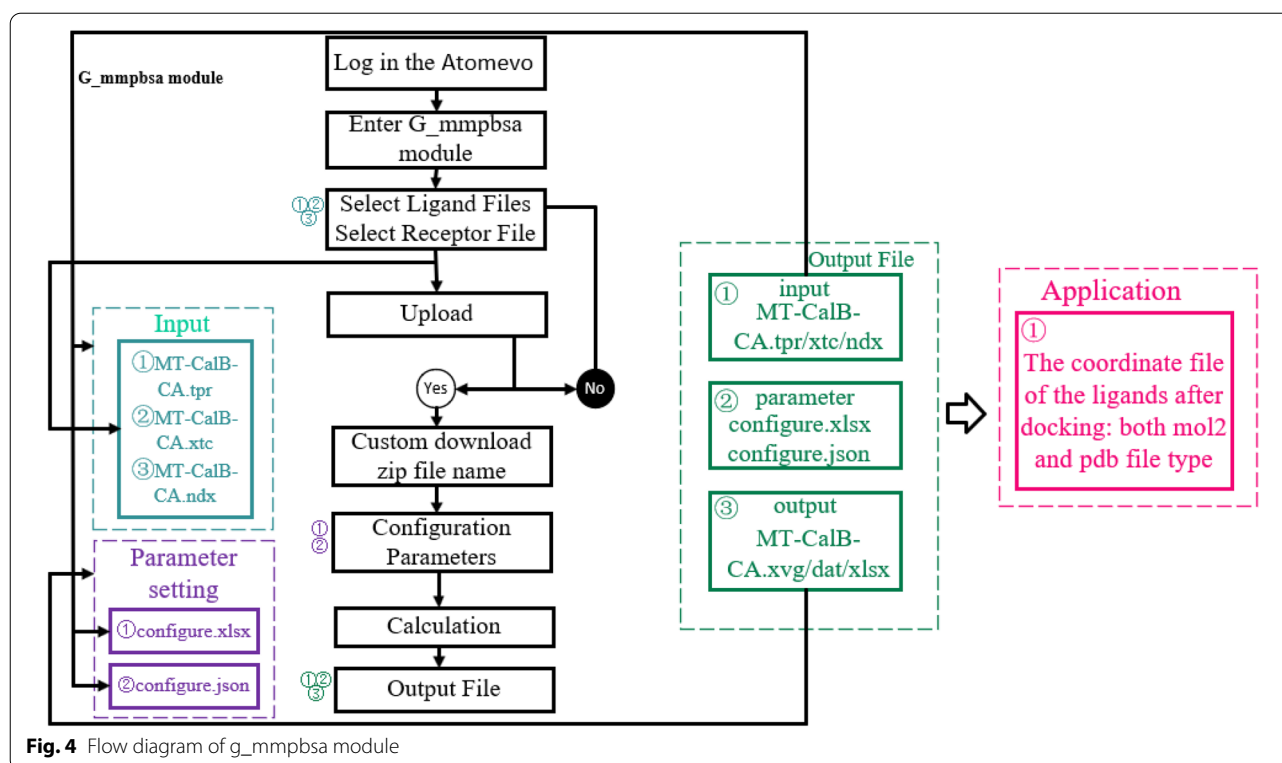 G_mmpbsa module
Log in the Atomevo
Enter G_mmpbsa
module
①②
③
Select Ligand Files
Select Receptor File
Upload
Yes
No
Custom download
zip file name
①
②
Configuration
Parameters
Calculation
①②
③
Output File
Input
①MT-CalB-
CA.tpr
②MT-CalB-
CA.xtc
③MT-CalB-
CA.ndx
Parameter
setting
①configure.xlsx
②configure.json
Output File
① input
MT-CalB-
CA.tpr/xtc/ndx
② parameter
configure.xlsx
configure.json
③ output
MT-CalB-
CA.xvg/dat/xlsx
Application
①
The coordinate file
of the ligands after
docking: both mol2
and pdb file type
Fig. 4 Flow diagram of g_mmpbsa module